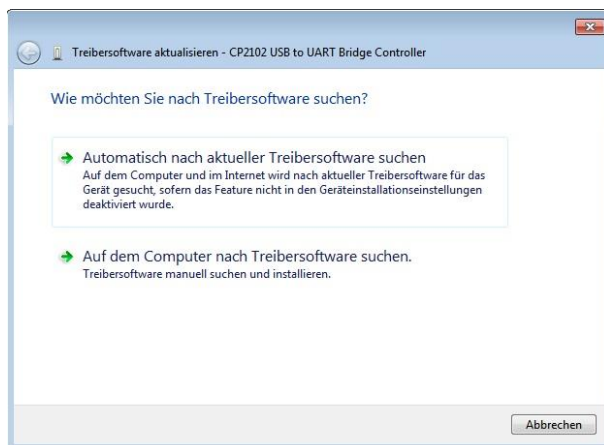 Treibersoftware aktualisieren - CP2102 USB to UART Bridge Controller
Wie möchten Sie nach Treibersoftware suchen?
Automatisch nach aktueller Treibersoftware suchen
Auf dem Computer und im Internet wird nach aktueller Treibersoftware für das
Gerät gesucht, sofern das Feature nicht in den Geräteinstallationseinstellungen
deaktiviert wurde.
Auf dem Computer nach Treibersoftware suchen.
Treibersoftware manuell suchen und installieren.
Abbrechen